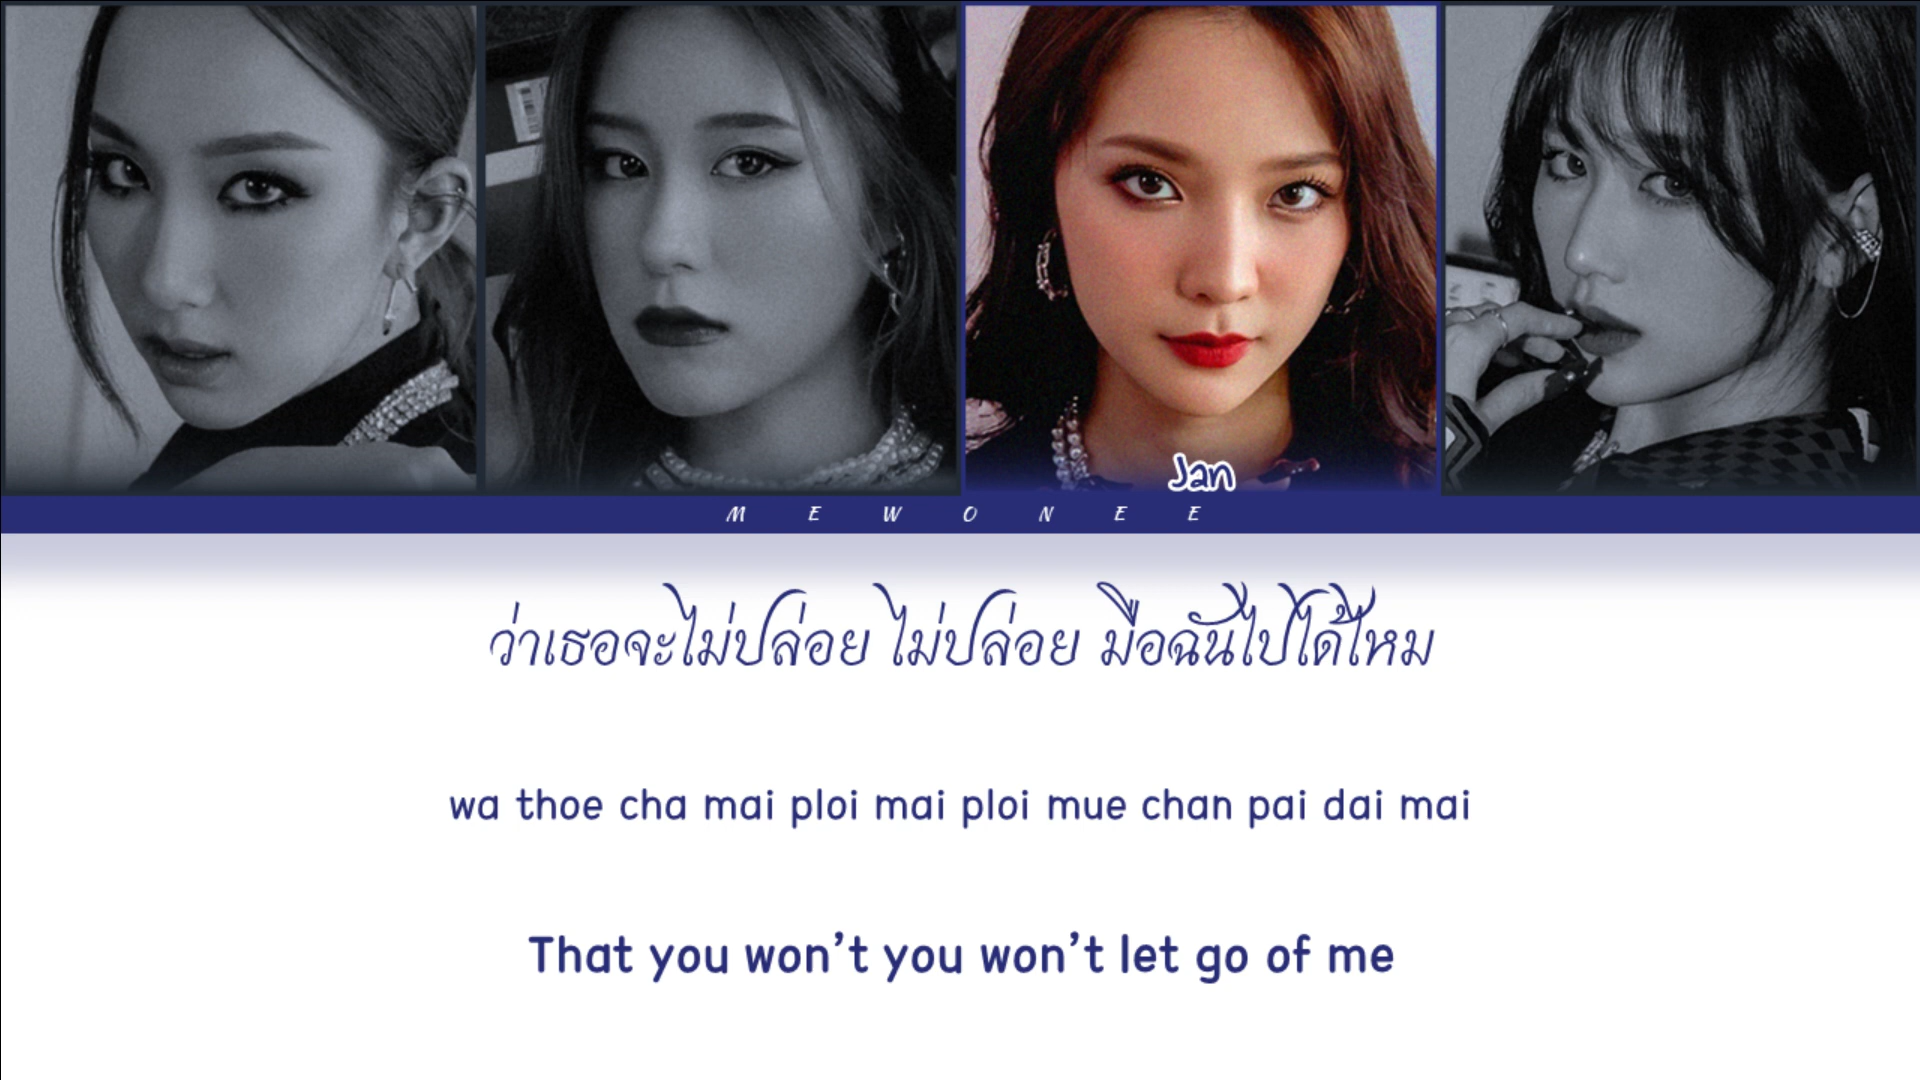 Jan
MEWONEE
ว่าเธอจะไม่ปล่อย ไม่ปล่อย มือฉันไปได้ไหม
wa thoe cha mai ploi mai ploi mue chan pai dai mai
That you won’t you won’t let go of me